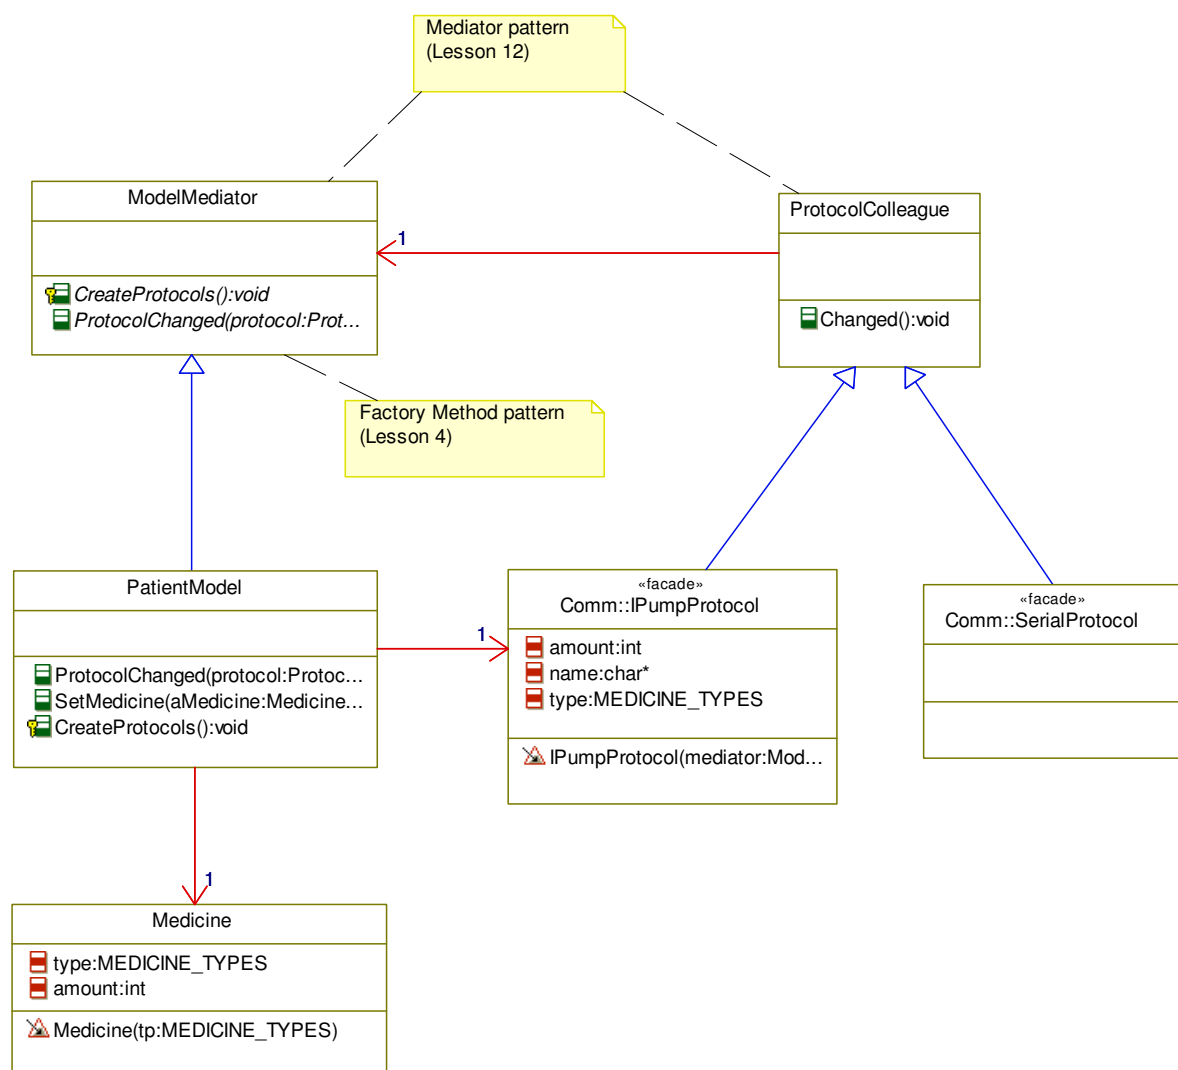 Mediator pattern
(Lesson 12)
ModelMediator
CreateProtocols():void
ProtocolChanged(protocol:Prot...
1
ProtocolColleague
Changed():void
Factory Method pattern
(Lesson 4)
PatientModel
ProtocolChanged(protocol:Protoc...
SetMedicine(aMedicine:Medicine...
CreateProtocols():void
1
«facade»
Comm::IPumpProtocol
amount:int
name:char*
type:MEDICINE_TYPES
IPumpProtocol(mediator:Mod...
«facade»
Comm::SerialProtocol
1
Medicine
type:MEDICINE_TYPES
amount:int
Medicine(tp:MEDICINE_TYPES)